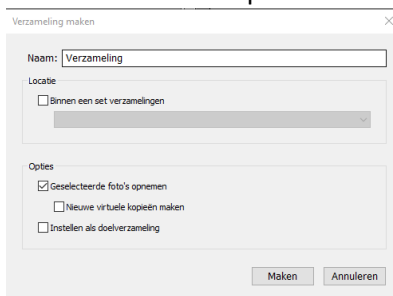 Verzameling maken
Naam: Verzameling
Locatie
Binnen een set verzamelingen
Opties
Geselecteerde foto's opnemen
Nieuwe virtuele kopieën maken
Instellen als doelverzameling
Maken Annuleren